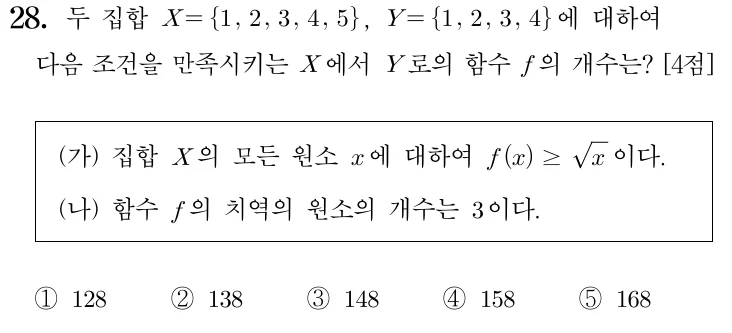 28. 두 집합 X={1, 2, 3, 4, 5}, Y={1, 2, 3, 4}에 대하여
다음 조건을 만족시키는 X에서 Y로의 함수 f의 개수는? [4점]
(가) 집합 X의 모든 원소 x에 대하여 f(x) ≥ √x 이다.
(나) 함수 f의 치역의 원소의 개수는 3이다.
① 128 ② 138 ③ 148 ④ 158 ⑤ 168